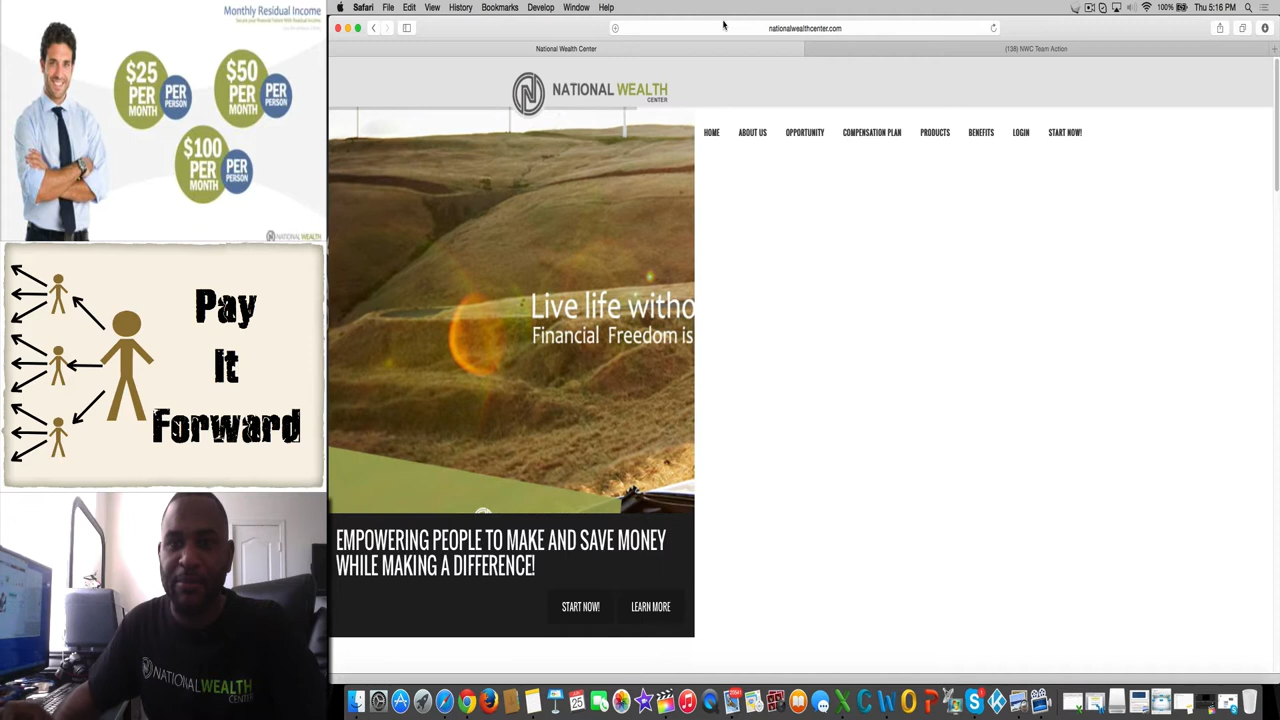 Monthly Residual Income
$25
PER
MONTH
PER
PERSON
$50
PER
MONTH
PER
PERSON
$100
PER
MONTH
PER
PERSON
NATIONAL WEALTH
Pay
It
Forward
NATIONAL WEALTH
CENTER
Safari File Edit View History Bookmarks Develop Window Help
100% Thu 5:16 PM
nationalwealthcenter.com
National Wealth Center
(138) NWC Team Action
NATIONAL WEALTH
CENTER
HOME ABOUT US OPPORTUNITY COMPENSATION PLAN PRODUCTS BENEFITS LOGIN START NOW!
Live life witho
Financial Freedom is
EMPOWERING PEOPLE TO MAKE AND SAVE MONEY
WHILE MAKING A DIFFERENCE!
START NOW! LEARN MORE